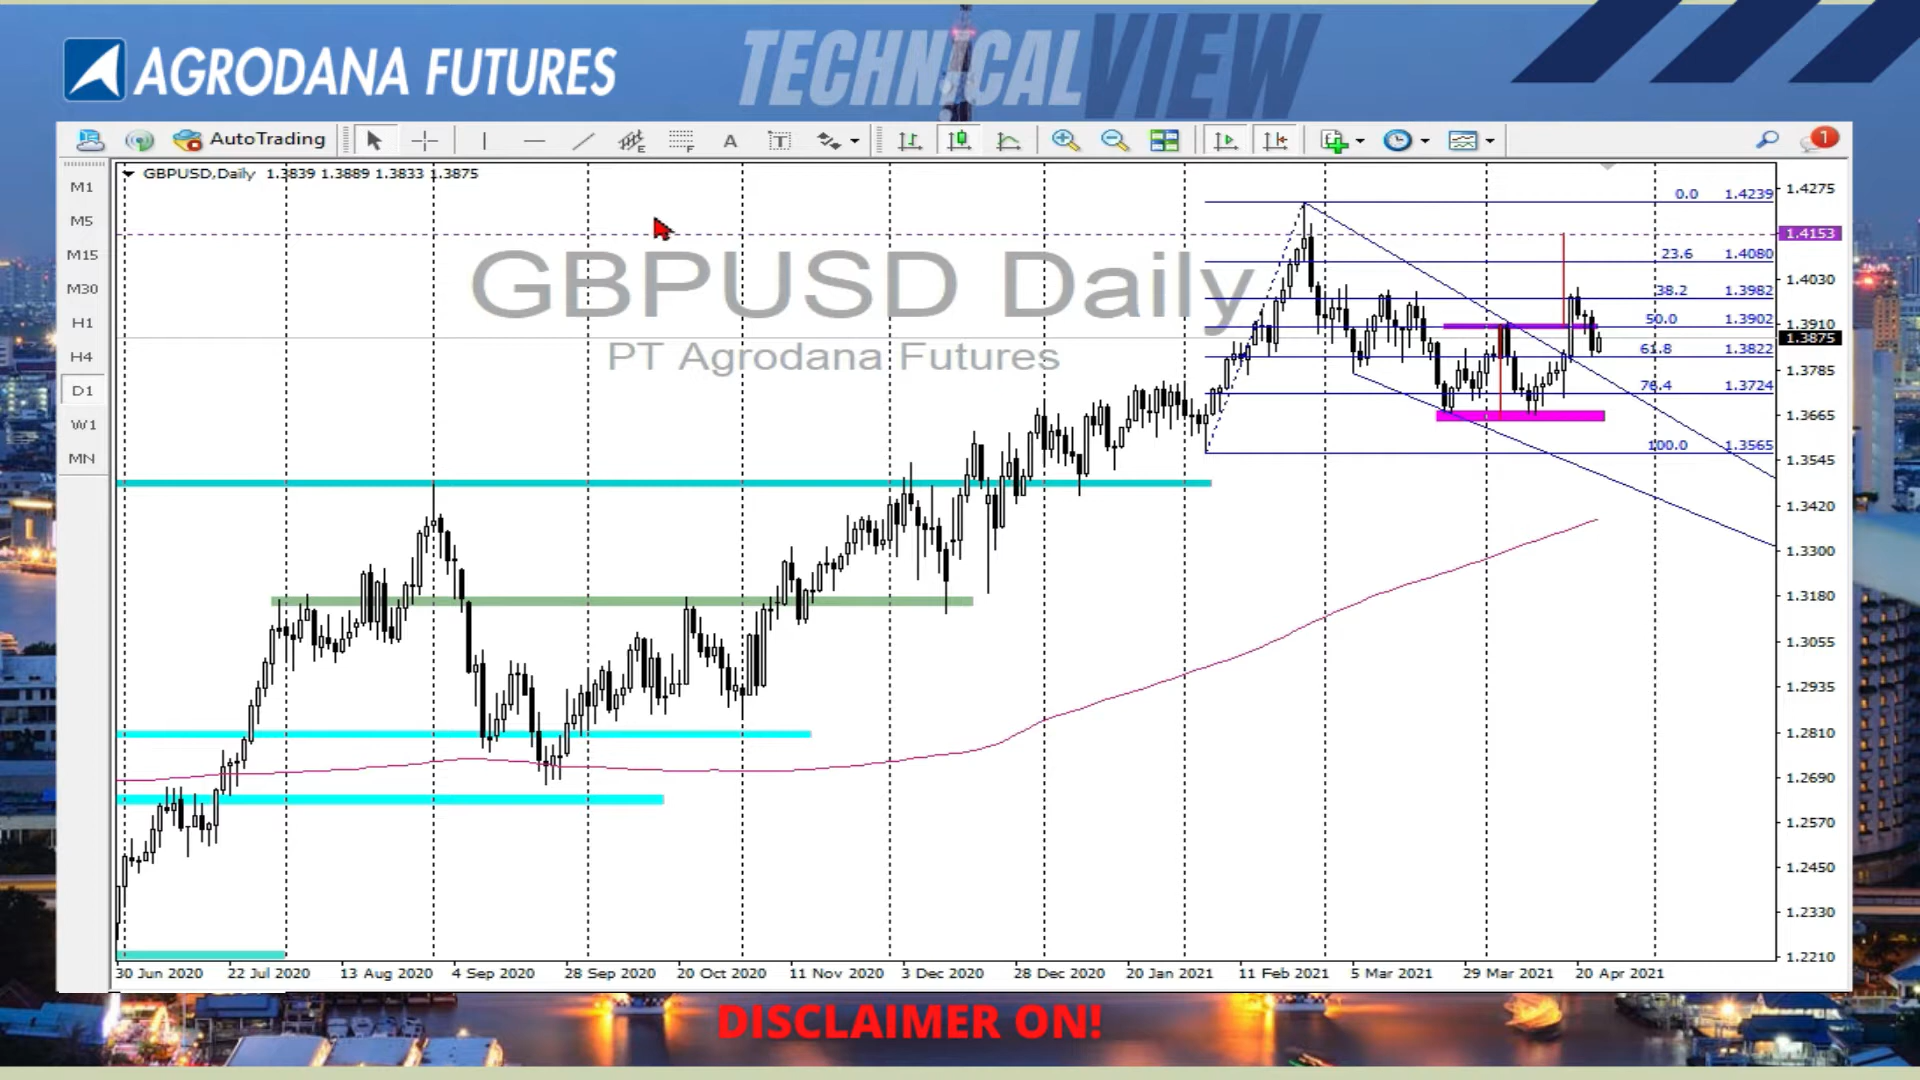 AGRODANA FUTURES
TECHNICAL VIEW
AutoTrading
A
T
E
F
1
M1
M5
M15
M30
H1
H4
D1
W1
MN
GBPUSD,Daily 1.3839 1.3889 1.3833 1.3875
GBPUSD Daily
PT Agrodana Futures
0.0 1.4239
23.6 1.4080
38.2 1.3982
50.0 1.3902
61.8 1.3822
76.4 1.3724
100.0 1.3565
1.4275
1.4153
1.4030
1.3910
1.3875
1.3785
1.3665
1.3545
1.3420
1.3300
1.3180
1.3055
1.2935
1.2810
1.2690
1.2570
1.2450
1.2330
1.2210
30 Jun 2020 22 Jul 2020 13 Aug 2020 4 Sep 2020 28 Sep 2020 20 Oct 2020 11 Nov 2020 3 Dec 2020 28 Dec 2020 20 Jan 2021 11 Feb 2021 5 Mar 2021 29 Mar 2021 20 Apr 2021
DISCLAIMER ON!